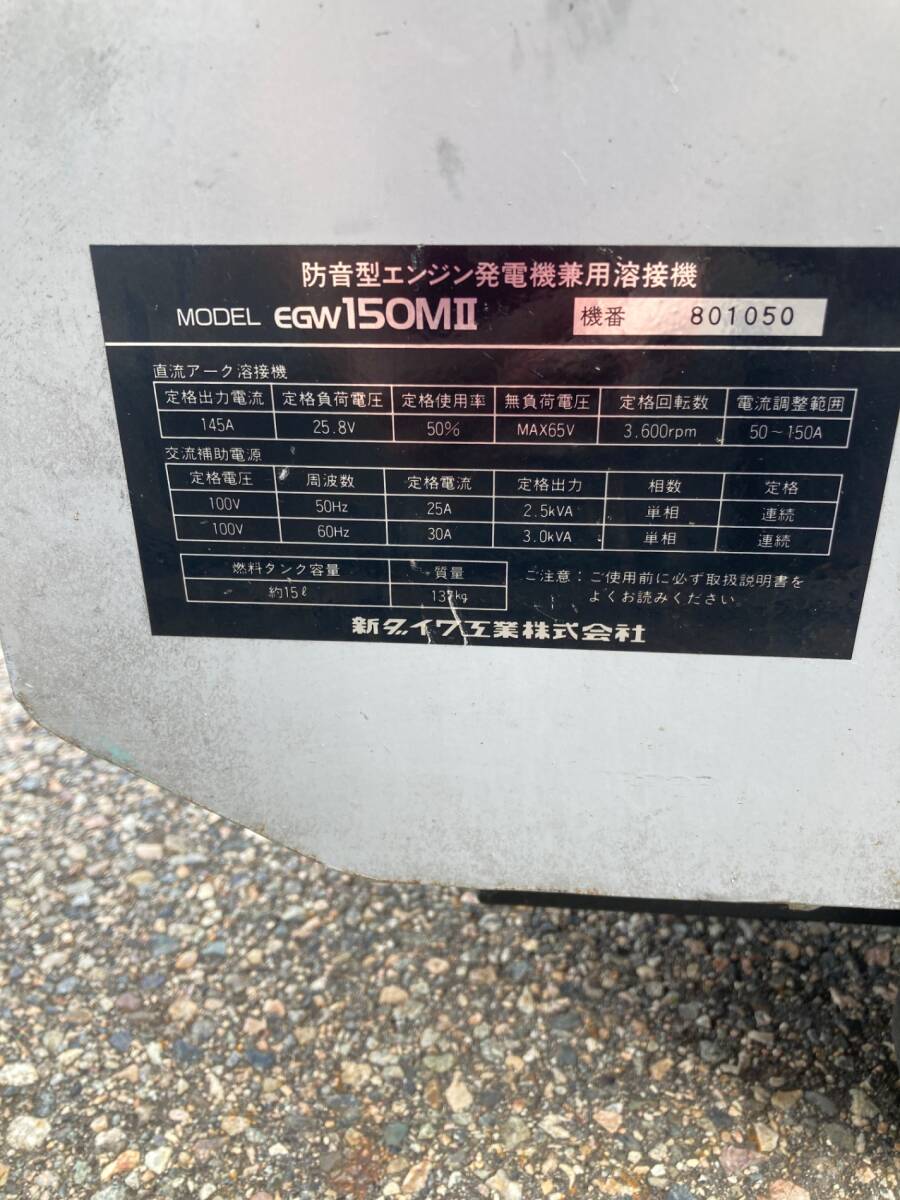 防音型エンジン発電機兼用溶接機
MODEL EGW150MII 機番 801050
直流アーク溶接機
定格出力電流 定格負荷電圧 定格使用率 無負荷電圧 定格回転数 電流調整範囲
145A 25.8V 50% MAX65V 3.600rpm 50～150A
交流補助電源
定格電圧 周波数 定格電流 定格出力 相数 定格
100V 50Hz 25A 2.5kVA 単相 連続
100V 60Hz 30A 3.0kVA 単相 連続
燃料タンク容量 質量
約15ℓ 137kg
ご注意：ご使用前に必ず取扱説明書を
よくお読みください
新ダイワ工業株式会社